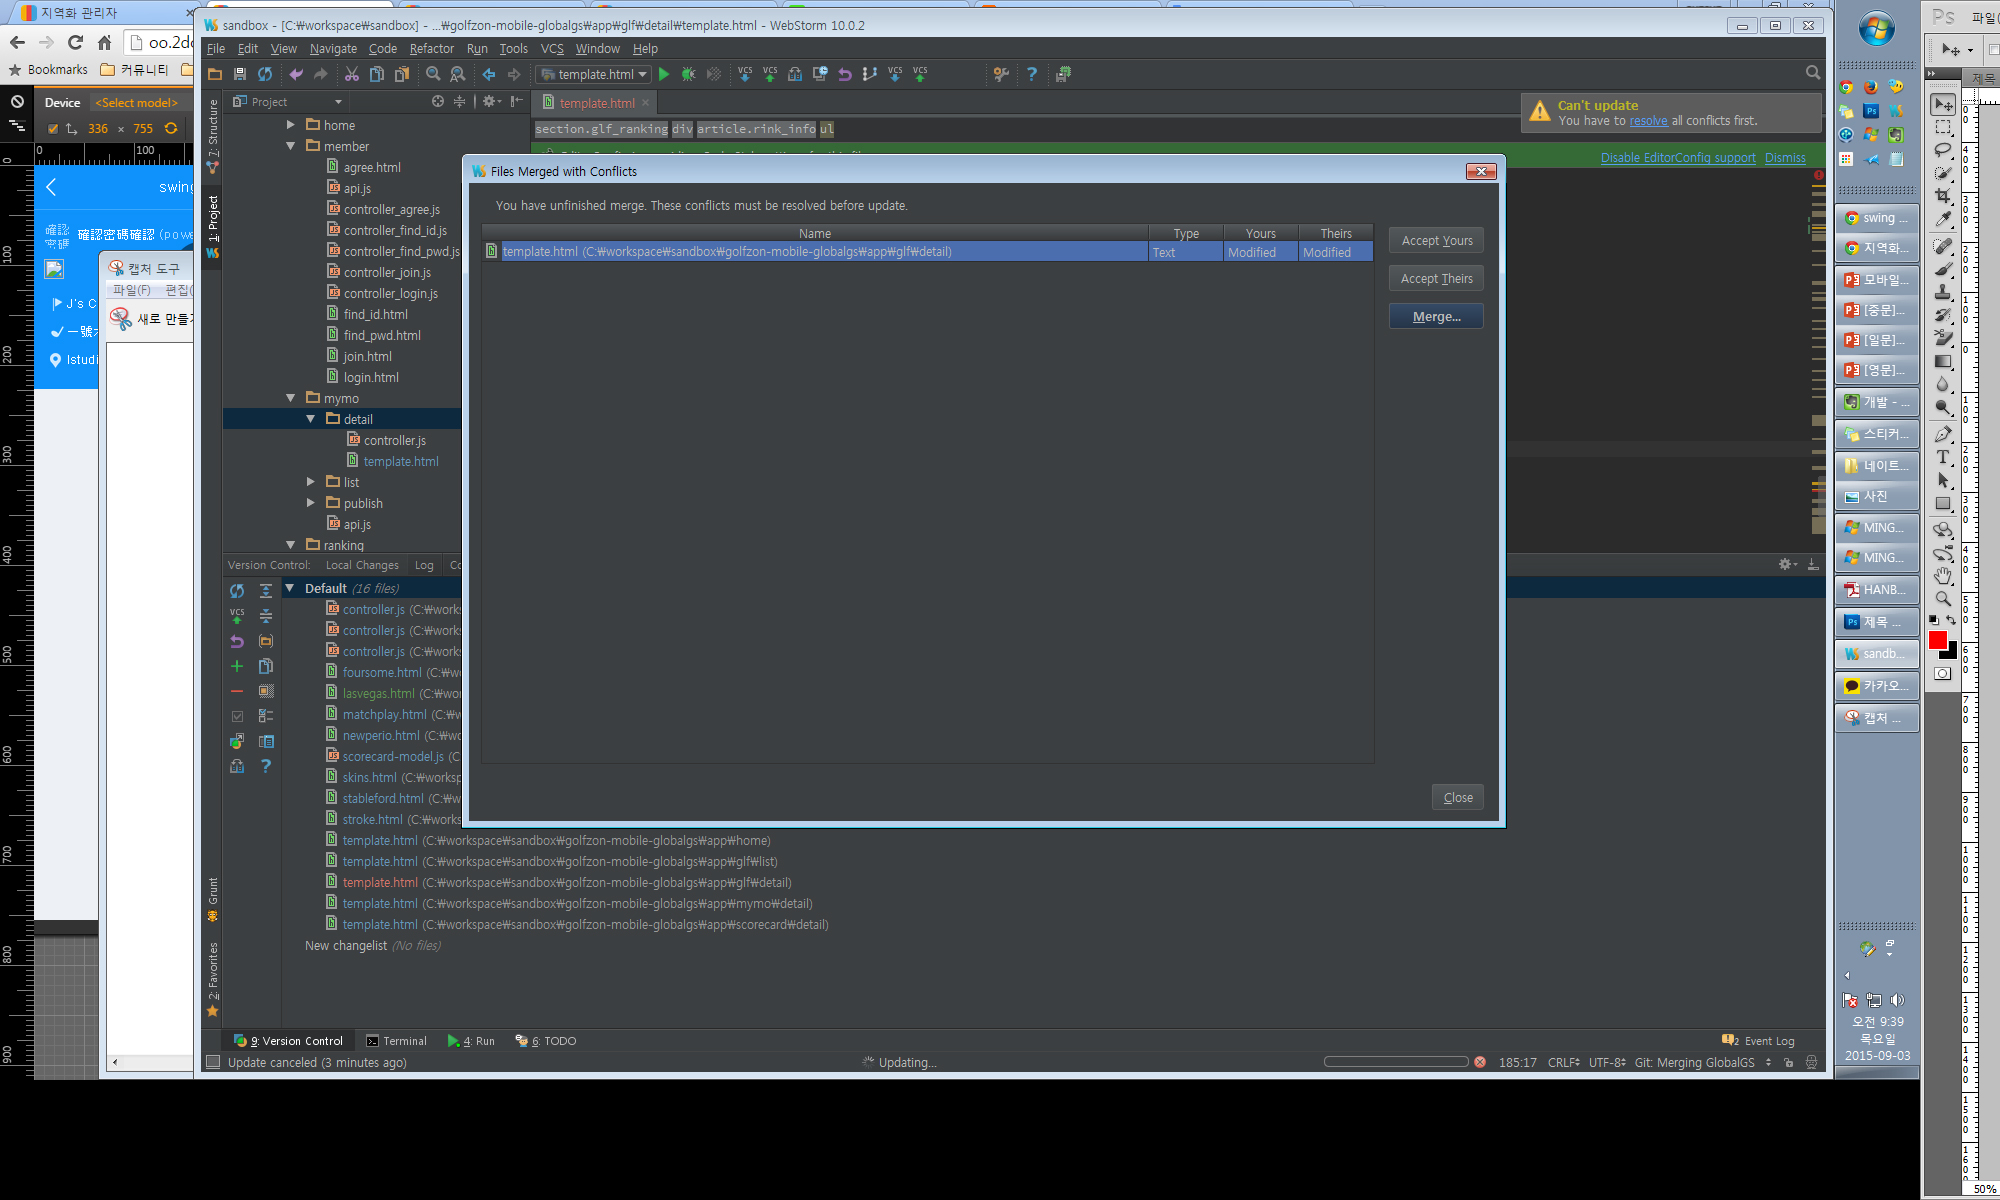 지역화 관리자
oo.2d
Bookmarks
커뮤니티
Device
<Select model>
336 × 755
0
100
swing
確認密碼確認 (pow
J's C
一號
Istudi
캡처 도구
파일(F)
편집(
새로 만들기
sandbox - [C:₩workspace₩sandbox] - ...₩golfzon-mobile-globalgs₩app₩glf₩detail₩template.html - WebStorm 10.0.2
File Edit View Navigate Code Refactor Run Tools VCS Window Help
template.html
Project
template.html
Can't update
You have to resolve all conflicts first.
section.glf_ranking div article.rink_info ul
Disable EditorConfig support Dismiss
Z: Structure
1: Project
home
member
agree.html
api.js
controller_agree.js
controller_find_id.js
controller_find_pwd.js
controller_join.js
controller_login.js
find_id.html
find_pwd.html
join.html
login.html
mymo
detail
controller.js
template.html
list
publish
api.js
ranking
Files Merged with Conflicts
You have unfinished merge. These conflicts must be resolved before update.
Name Type Yours Theirs
template.html (C:₩workspace₩sandbox₩golfzon-mobile-globalgs₩app₩glf₩detail) Text Modified Modified
Accept Yours
Accept Theirs
Merge...
Close
Version Control: Local Changes Log Co
Default (16 files)
controller.js (C:₩works
controller.js (C:₩works
controller.js (C:₩works
foursome.html (C:₩wo
lasvegas.html (C:₩wor
matchplay.html (C:₩w
newperio.html (C:₩wo
scorecard-model.js (C
skins.html (C:₩worksp
stableford.html (C:₩w
stroke.html (C:₩works
template.html (C:₩workspace₩sandbox₩golfzon-mobile-globalgs₩app₩home)
template.html (C:₩workspace₩sandbox₩golfzon-mobile-globalgs₩app₩glf₩list)
template.html (C:₩workspace₩sandbox₩golfzon-mobile-globalgs₩app₩glf₩detail)
template.html (C:₩workspace₩sandbox₩golfzon-mobile-globalgs₩app₩mymo₩detail)
template.html (C:₩workspace₩sandbox₩golfzon-mobile-globalgs₩app₩scorecard₩detail)
New changelist (No files)
Grunt
2: Favorites
9: Version Control Terminal 4: Run 6: TODO
2 Event Log
Update canceled (3 minutes ago)
Updating...
185:17 CRLF UTF-8 Git: Merging GlobalGS
swing ...
지역화...
모바일...
[중문]...
[일문]...
[영문]...
개발 - ...
스티커...
네이트...
사진
MING...
MING...
HANB...
제목 ...
sandb...
카카오...
캡처 ...
오전 9:39
목요일
2015-09-03
Ps
파일(
제목
50%